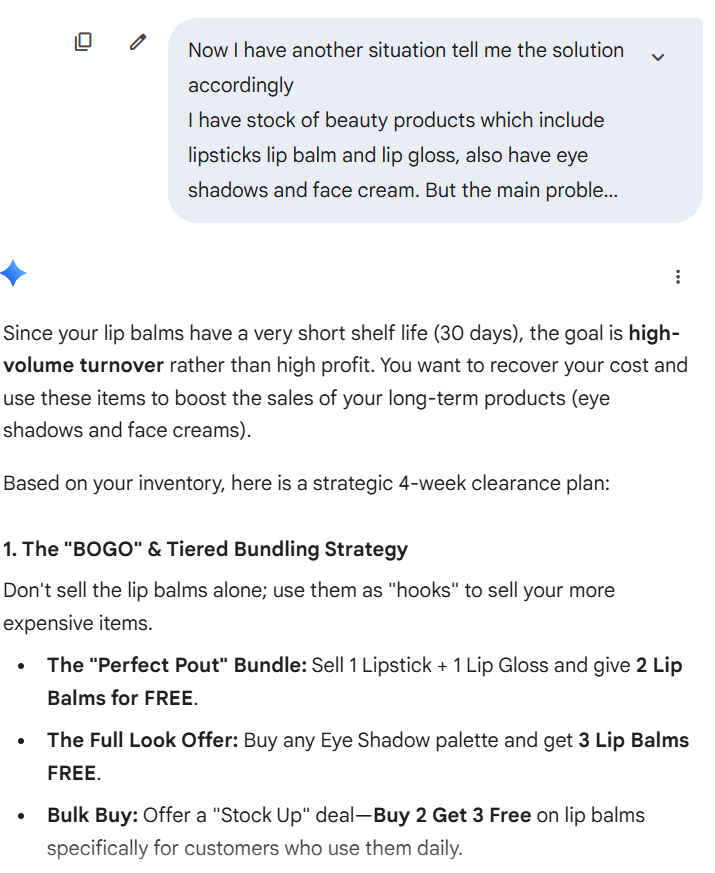 Now I have another situation tell me the solution
accordingly
I have stock of beauty products which include
lipsticks lip balm and lip gloss, also have eye
shadows and face cream. But the main proble...
Since your lip balms have a very short shelf life (30 days), the goal is high-
volume turnover rather than high profit. You want to recover your cost and
use these items to boost the sales of your long-term products (eye
shadows and face creams).
Based on your inventory, here is a strategic 4-week clearance plan:
1. The "BOGO" & Tiered Bundling Strategy
Don't sell the lip balms alone; use them as "hooks" to sell your more
expensive items.
• The "Perfect Pout" Bundle: Sell 1 Lipstick + 1 Lip Gloss and give 2 Lip
Balms for FREE.
• The Full Look Offer: Buy any Eye Shadow palette and get 3 Lip Balms
FREE.
• Bulk Buy: Offer a "Stock Up" deal—Buy 2 Get 3 Free on lip balms
specifically for customers who use them daily.